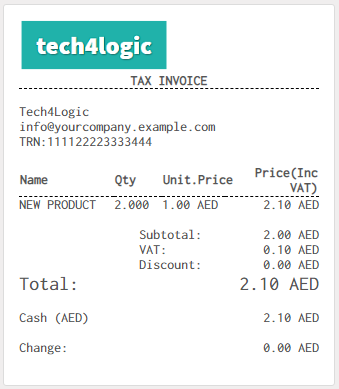 tech4logic
TAX INVOICE
Tech4Logic
info@yourcompany.example.com
TRN:111122223333444
Name Qty Unit.Price Price(Inc
VAT)
NEW PRODUCT 2.000 1.00 AED 2.10 AED
Subtotal: 2.00 AED
VAT: 0.10 AED
Discount: 0.00 AED
Total: 2.10 AED
Cash (AED) 2.10 AED
Change: 0.00 AED